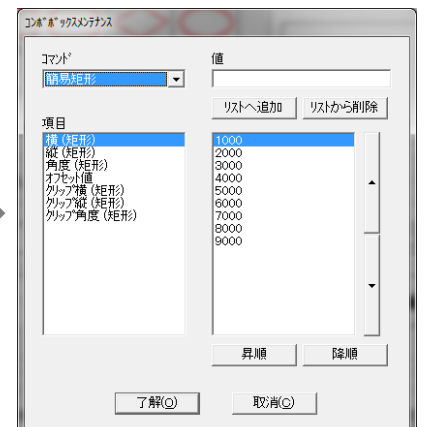 コンボボックスメンテナンス
コマンド
簡易矩形
値
リストへ追加
リストから削除
項目
横 (矩形)
縦 (矩形)
角度 (矩形)
オフセット値
クリップ横 (矩形)
クリップ縦 (矩形)
クリップ角度 (矩形)
1000
2000
3000
4000
5000
6000
7000
8000
9000
昇順
降順
了解(O)
取消(C)